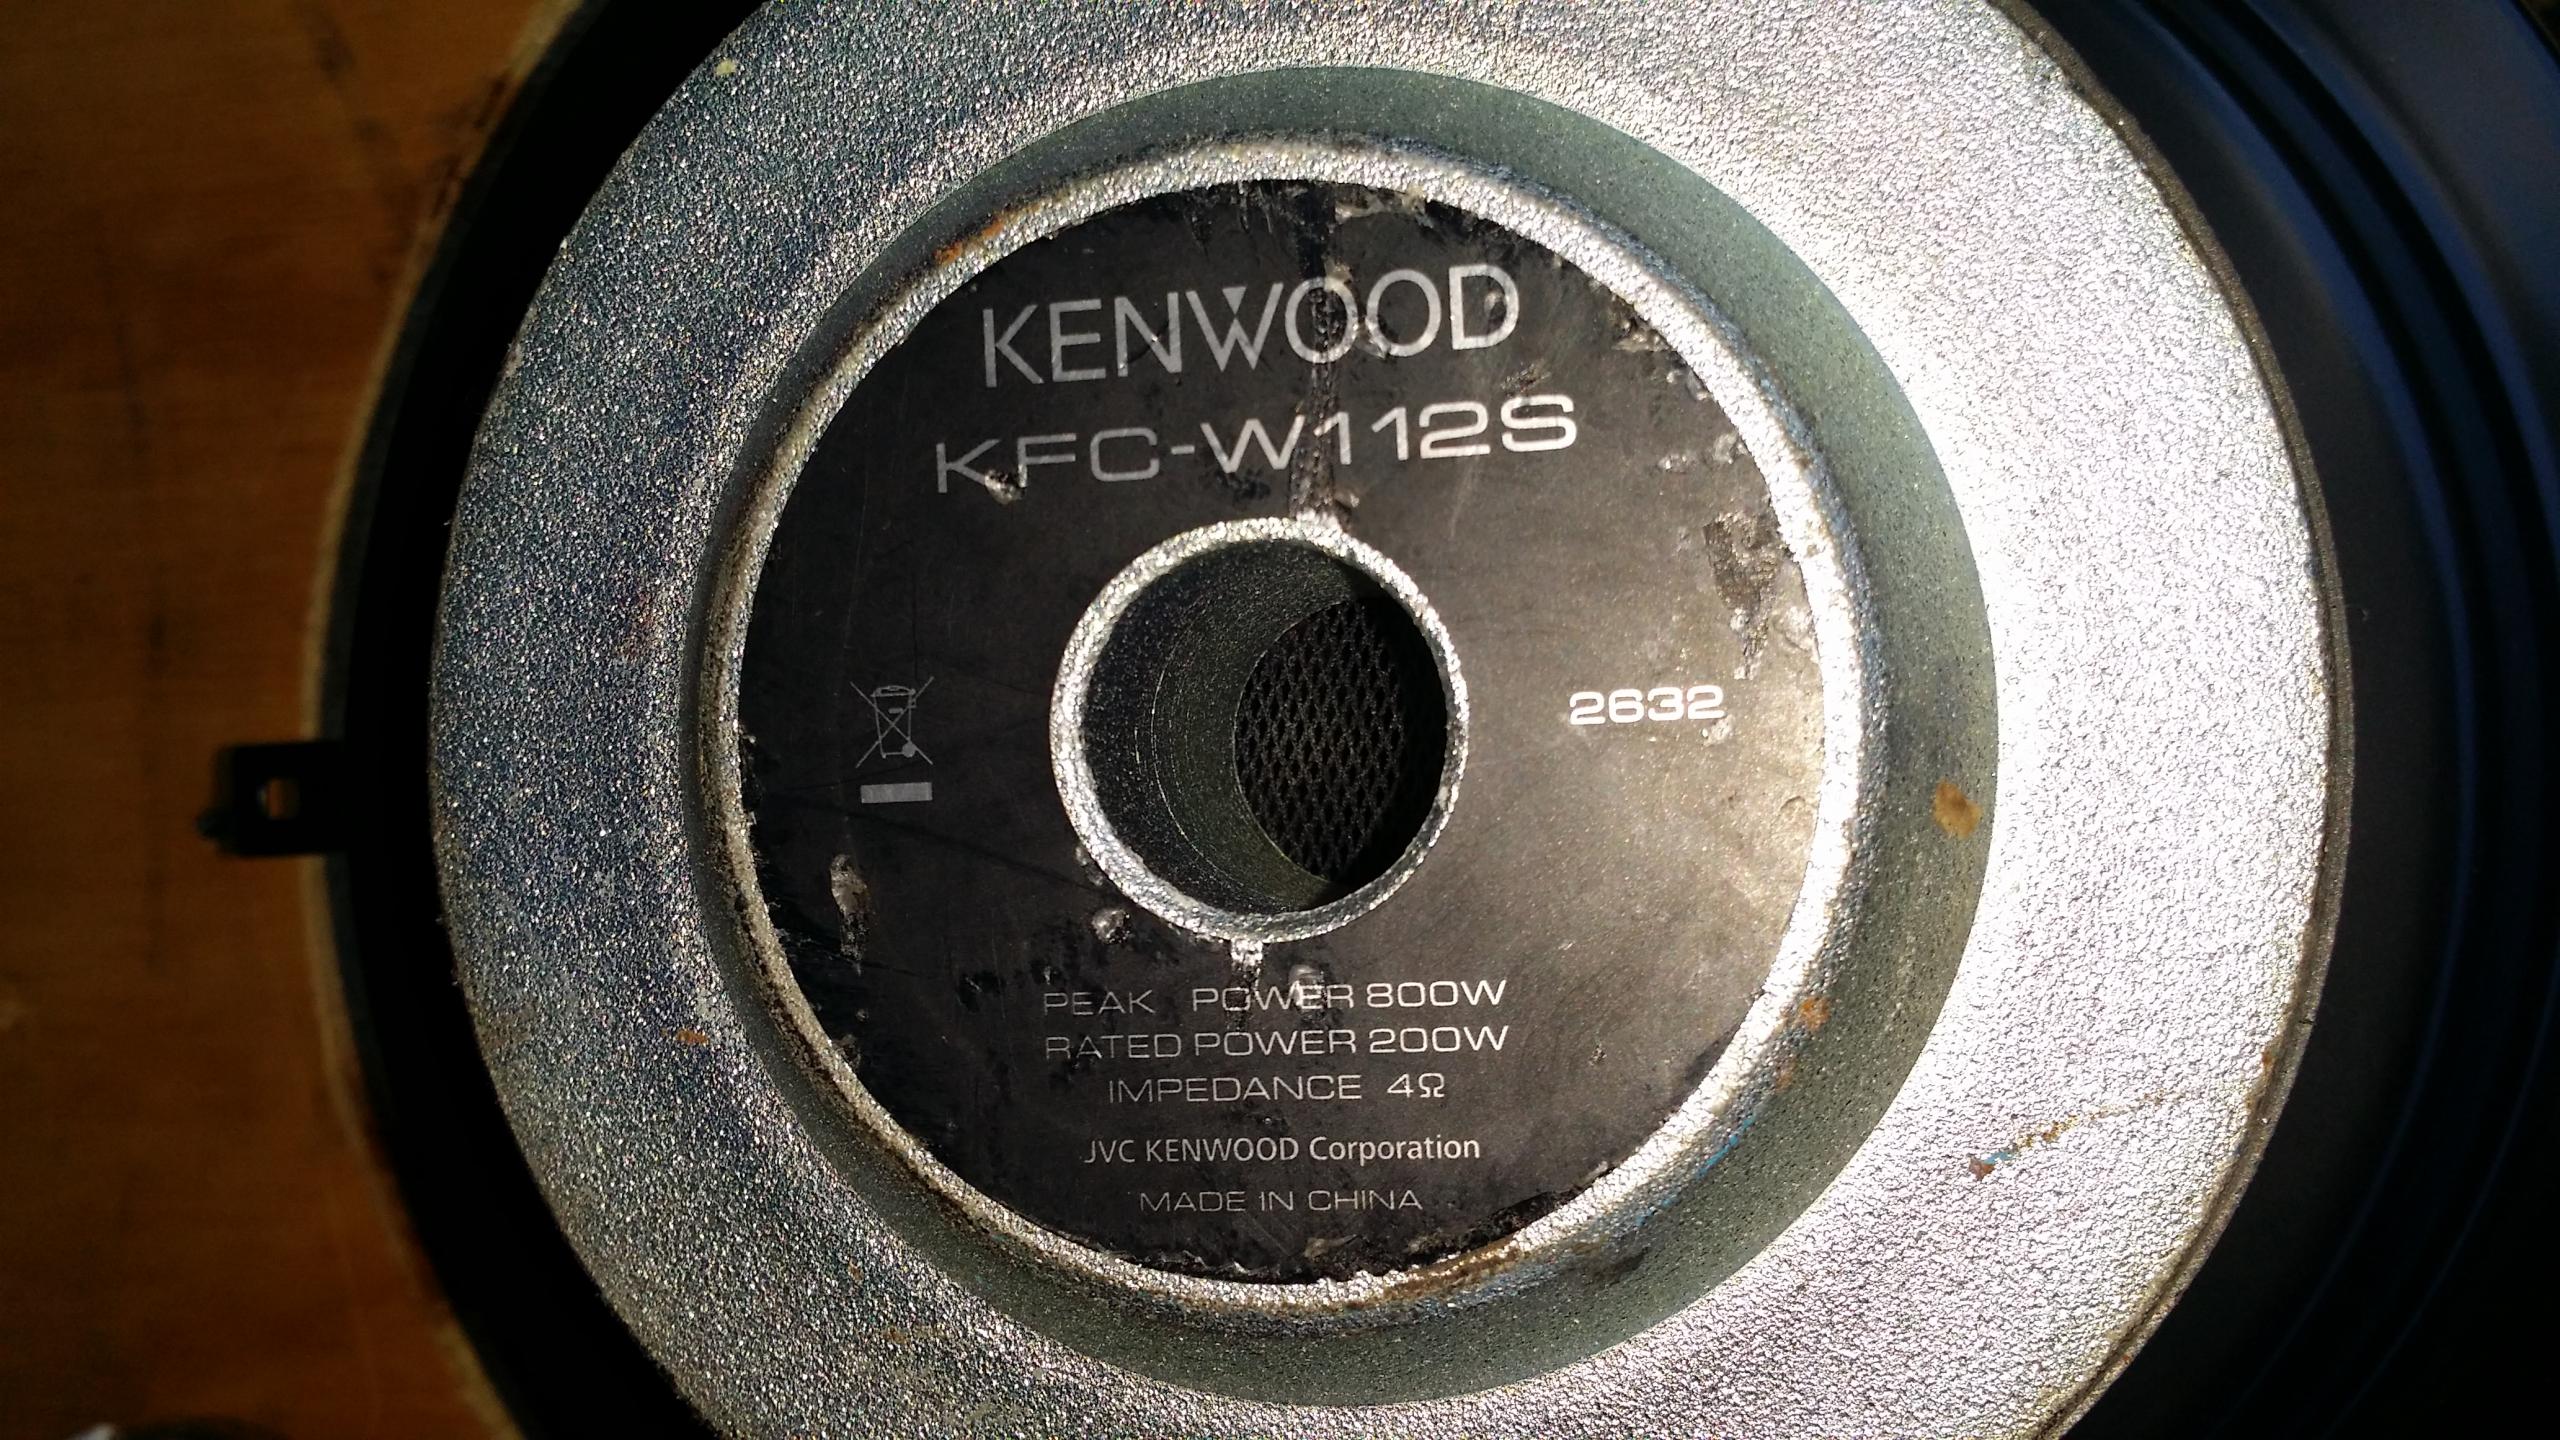 KENWOOD
KFC-W112S
2632
PEAK POWER 800W
RATED POWER 200W
IMPEDANCE 4Ω
JVC KENWOOD Corporation
MADE IN CHINA